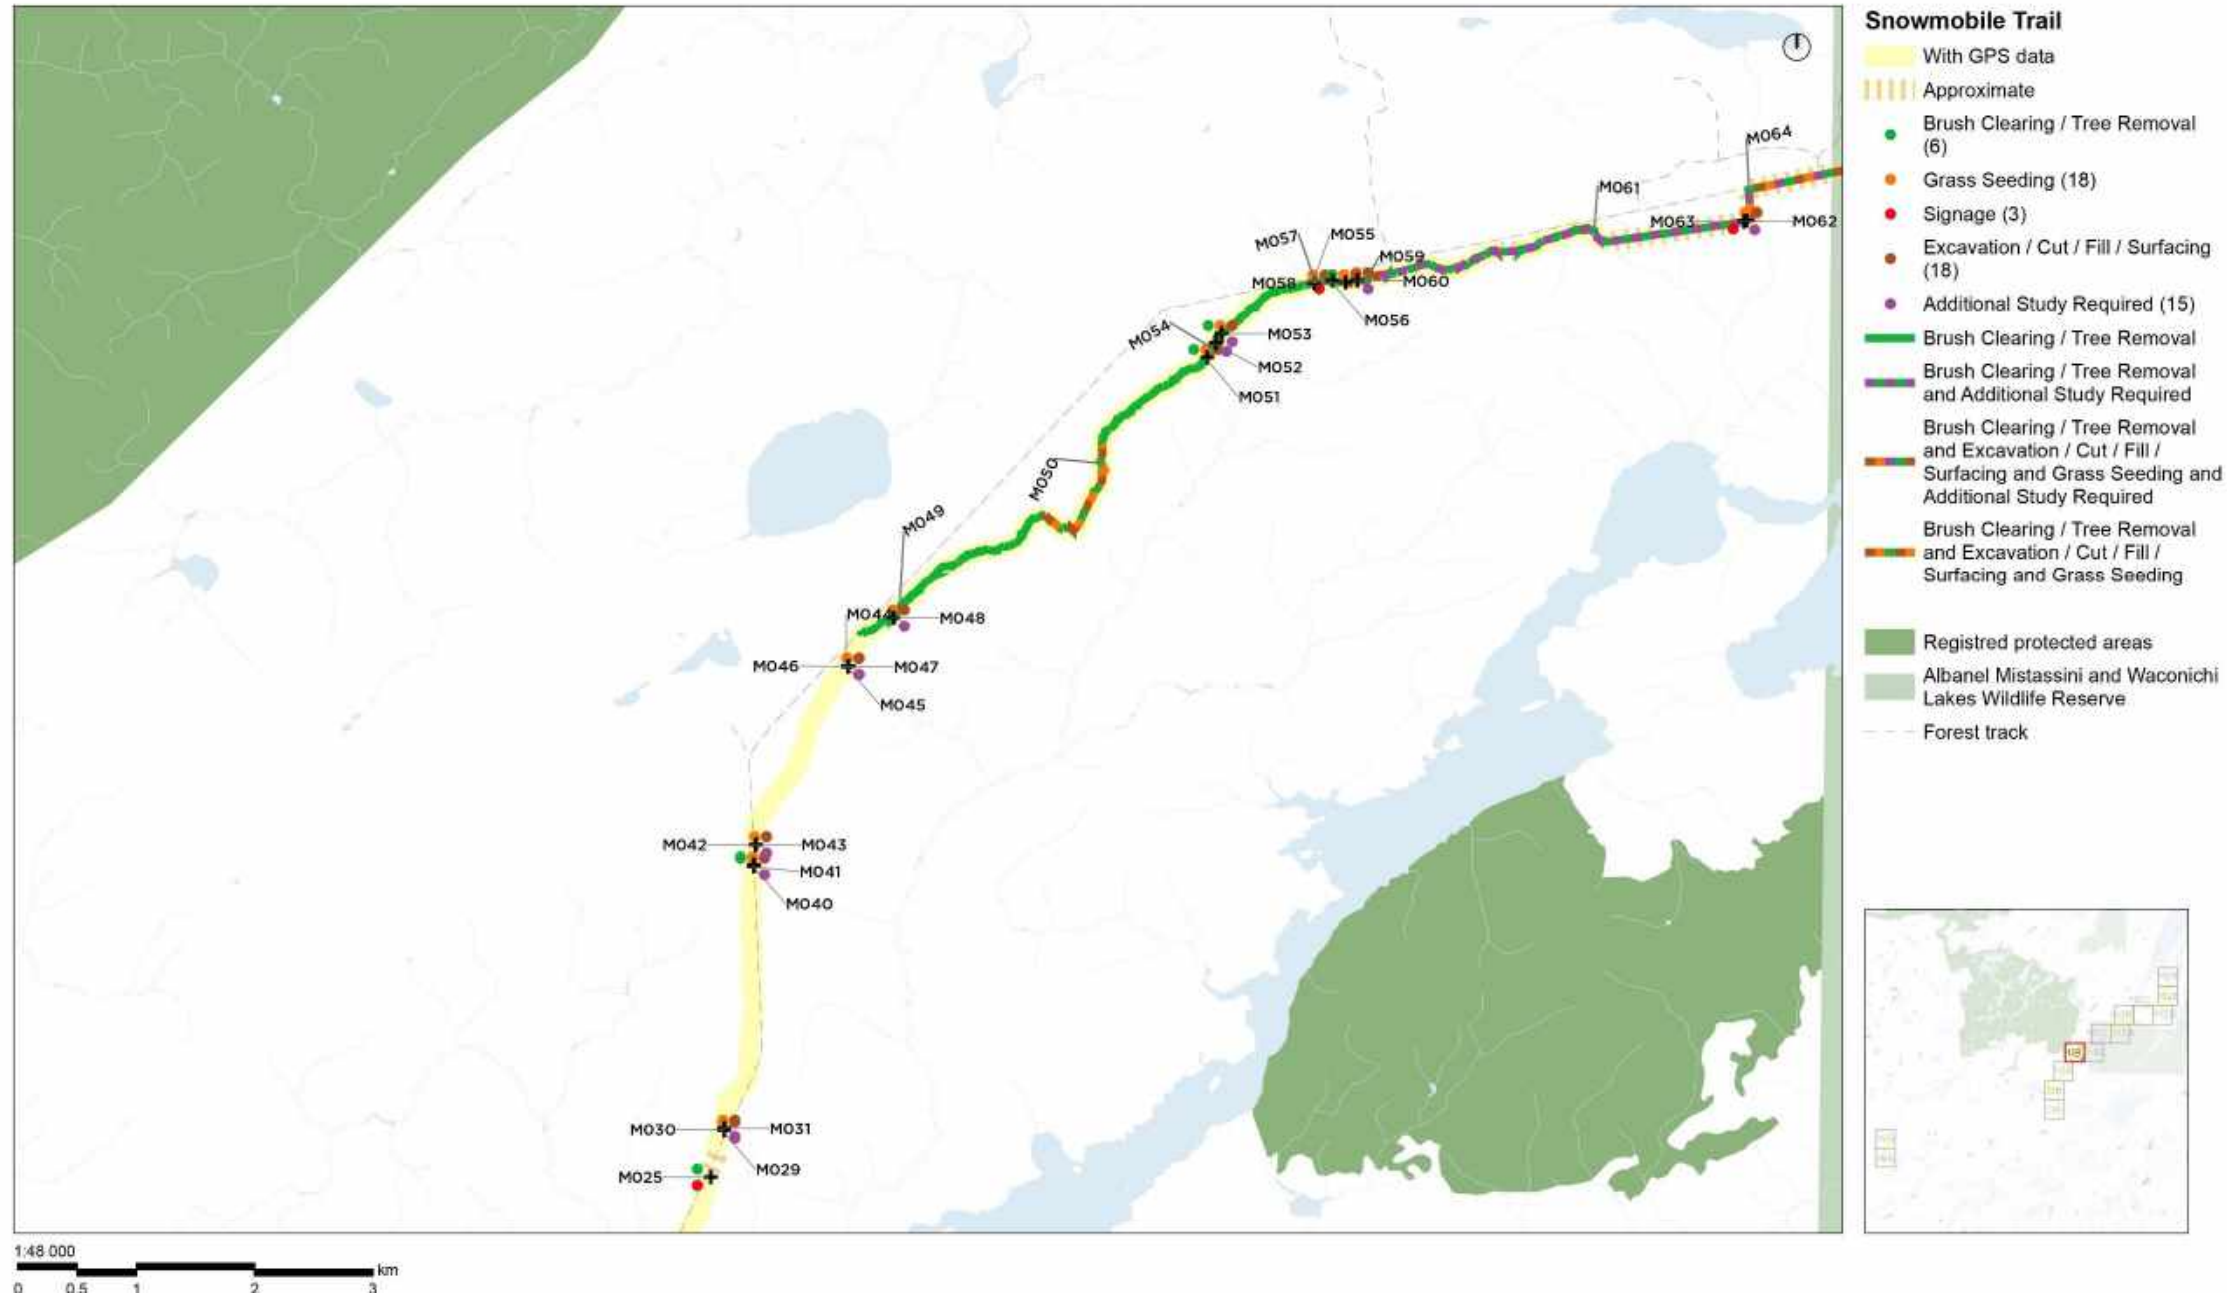 Snowmobile Trail
With GPS data
Approximate
Brush Clearing / Tree Removal
(6)
Grass Seeding (18)
Signage (3)
Excavation / Cut / Fill / Surfacing
(18)
Additional Study Required (15)
Brush Clearing / Tree Removal
Brush Clearing / Tree Removal
and Additional Study Required
Brush Clearing / Tree Removal
and Excavation / Cut / Fill /
Surfacing and Grass Seeding and
Additional Study Required
Brush Clearing / Tree Removal
and Excavation / Cut / Fill /
Surfacing and Grass Seeding
Registred protected areas
Albanel Mistassini and Waconichi
Lakes Wildlife Reserve
Forest track
M064
M061
M063
M062
M057
M055
M059
M058
M060
M056
M054
M053
M052
M051
M050
M049
M044
M048
M046
M047
M045
M042
M043
M041
M040
M030
M031
M029
M025
1:48 000
km
0 0.5 1 2 3